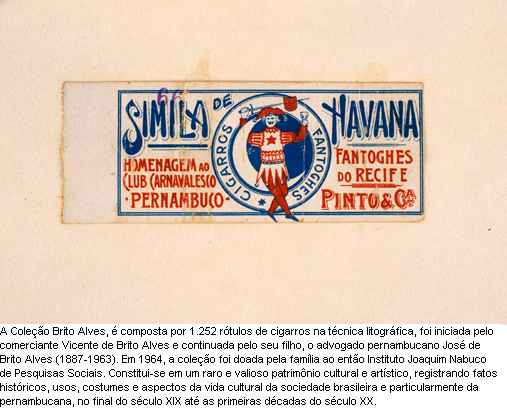 66
SIMILA DE HAVANA
HOMENAGEM AO
CLUB CARNAVALESCO
· PERNAMBUCO ·
CIGARROS FANTOGHES
FANTOGHES
DO RECIFE
PINTO & CA
A Coleção Brito Alves, é composta por 1.252 rótulos de cigarros na técnica litográfica, foi iniciada pelo
comerciante Vicente de Brito Alves e continuada pelo seu filho, o advogado pernambucano José de
Brito Alves (1887-1963). Em 1964, a coleção foi doada pela família ao então Instituto Joaquim Nabuco
de Pesquisas Sociais. Constitui-se em um raro e valioso patrimônio cultural e artístico, registrando fatos
históricos, usos, costumes e aspectos da vida cultural da sociedade brasileira e particularmente da
pernambucana, no final do século XIX até as primeiras décadas do século XX.